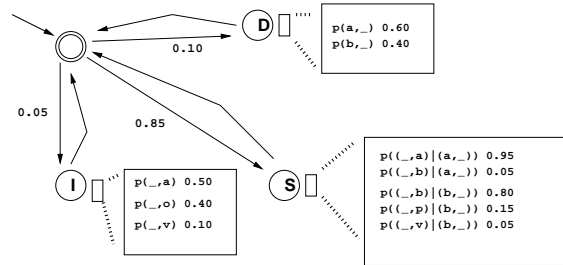 D
p(a,_) 0.60
p(b,_) 0.40
0.10
0.05
0.85
I
p(_,a) 0.50
p(_,o) 0.40
p(_,v) 0.10
S
p((_,a)|(a,_)) 0.95
p((_,b)|(a,_)) 0.05
p((_,b)|(b,_)) 0.80
p((_,p)|(b,_)) 0.15
p((_,v)|(b,_)) 0.05